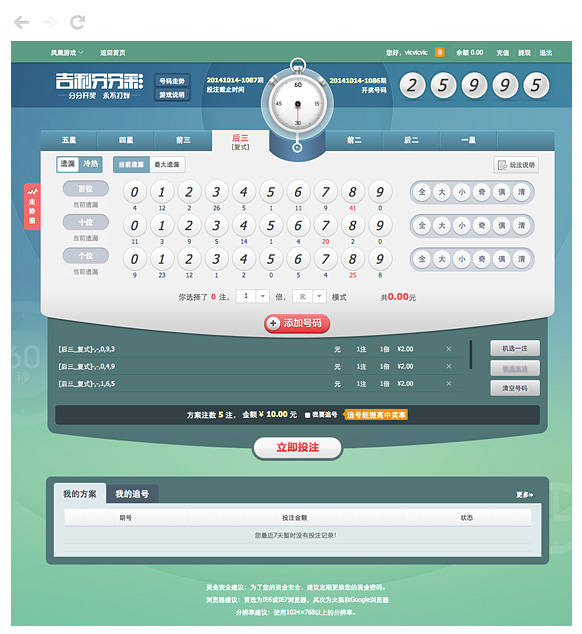 凤凰游戏 返回首页 您好，vicvicvic 0 余额 0.00 充值 提现 退出
吉利分分彩
分分开奖 永不打烊
号码走势
游戏说明
20141014-1087期
投注截止时间
60
45 15
30
20141014-1086期
开奖号码
2 5 9 9 5
五星 四星 前三 后三 [复式] 前二 后二 一星
遗漏 冷热 当前遗漏 最大遗漏 玩法说明
走势图
百位 0 1 2 3 4 5 6 7 8 9 全 大 小 奇 偶 清
当前遗漏 4 12 2 26 5 1 11 9 41 0
十位 0 1 2 3 4 5 6 7 8 9 全 大 小 奇 偶 清
当前遗漏 11 3 9 5 14 1 4 20 2 0
个位 0 1 2 3 4 5 6 7 8 9 全 大 小 奇 偶 清
当前遗漏 9 23 12 1 2 0 5 4 25 8
你选择了 0 注， 1 倍， 元 模式 共0.00元
添加号码
60
秒
[后三_复式]-,-,0,9,3 元 1注 1倍 ¥2.00 ×
[后三_复式]-,-,0,4,9 元 1注 1倍 ¥2.00 ×
[后三_复式]-,-,1,6,5 元 1注 1倍 ¥2.00 ×
机选一注
清空号码
方案注数 5 注， 金额 ¥ 10.00 元 我要追号 追号能提高中奖率
立即投注
我的方案 我的追号 更多»
期号 投注金额 状态
您最近7天暂时没有投注记录!
资金安全建议：为了您的资金安全，建议定期更换您的资金密码。
浏览器建议：首选为IE6或IE7浏览器，其次为火狐和Google浏览器
分辨率建议：使用1024×768以上的分辨率。